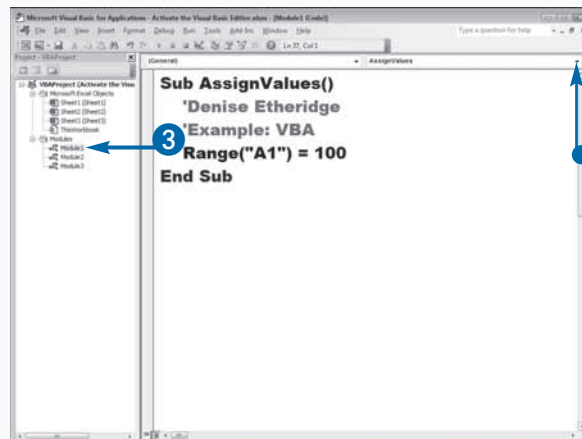 Microsoft Visual Basic for Applications - Activate the Visual Basic Editor.xlsm - [Module1 (Code)]
File Edit View Insert Format Debug Run Tools Add-Ins Window Help
Type a question for help
Ln 37, Col 1
Project - VBAProject
(General)
AssignValues
VBAProject (Activate the Visu
Microsoft Excel Objects
Sheet1 (Sheet1)
Sheet2 (Sheet2)
Sheet3 (Sheet3)
ThisWorkbook
Modules
Module1
Module2
Module3
3
Sub AssignValues()
'Denise Etheridge
'Example: VBA
Range("A1") = 100
End Sub